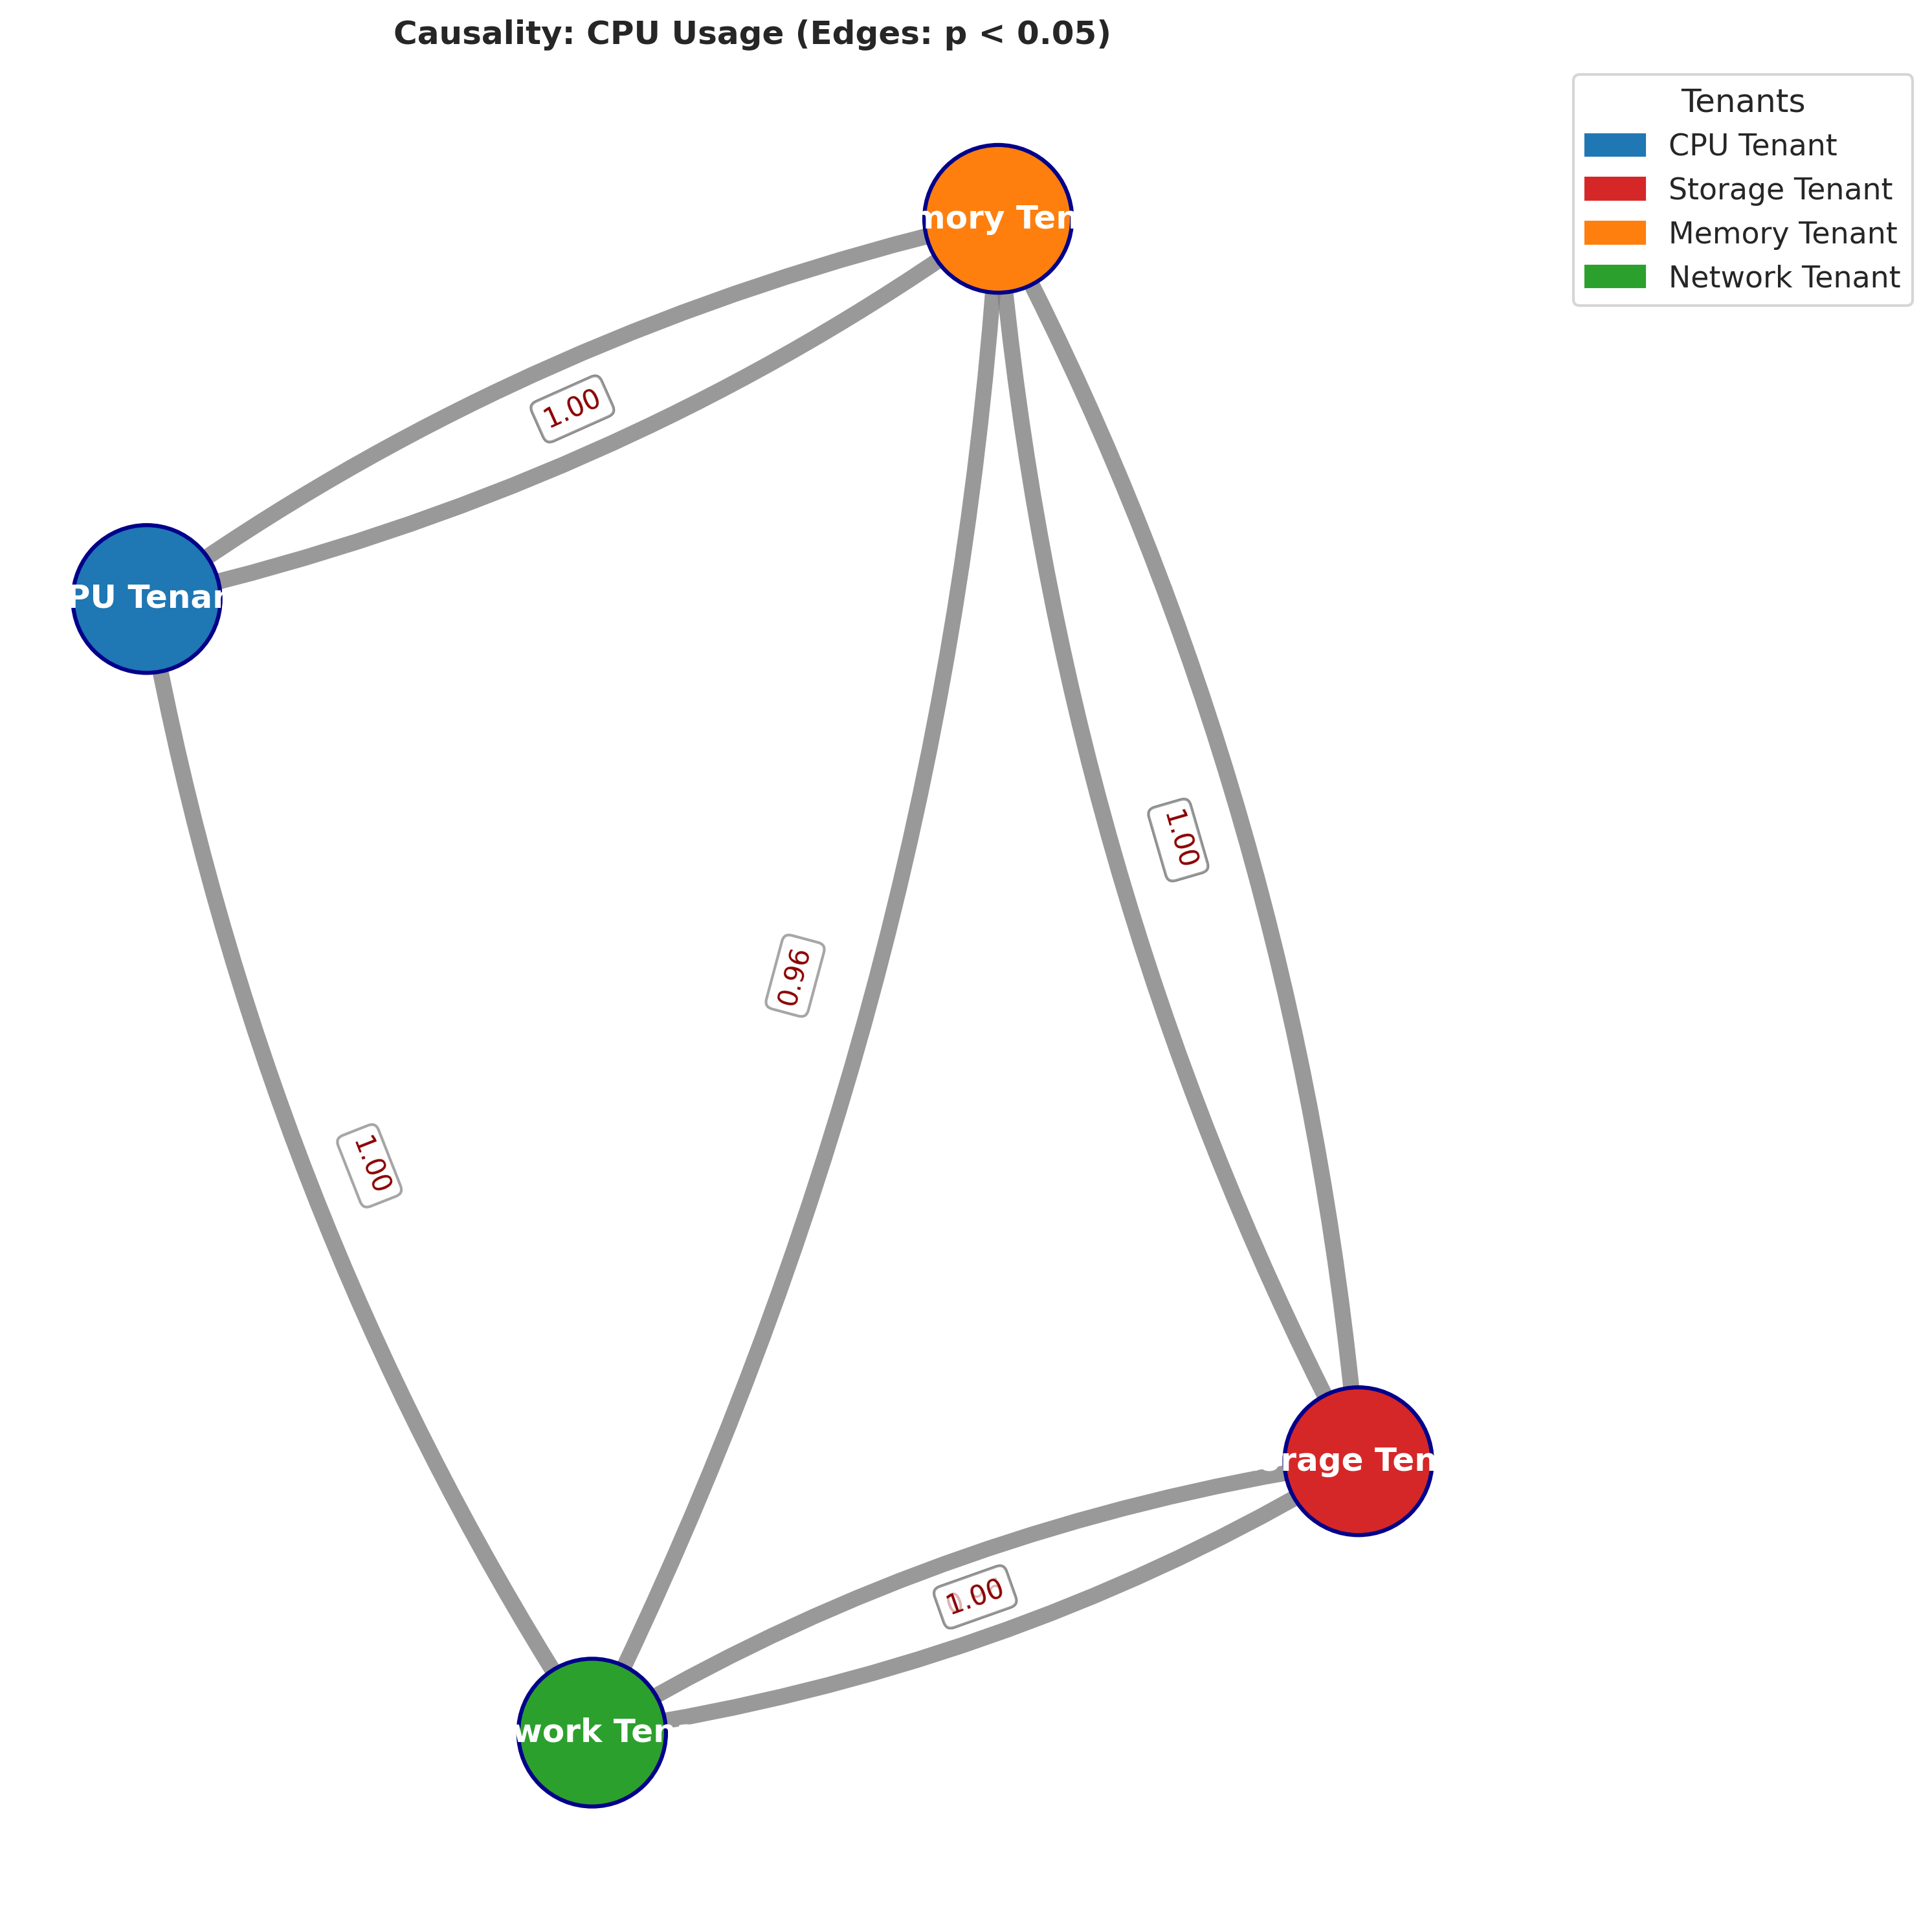 Causality: CPU Usage (Edges: p < 0.05)
Tenants
CPU Tenant
Storage Tenant
Memory Tenant
Network Tenant
mory Ten
1.00
PU Tenan
1.00
0.96
1.00
rage Ten
1.00
work Ten